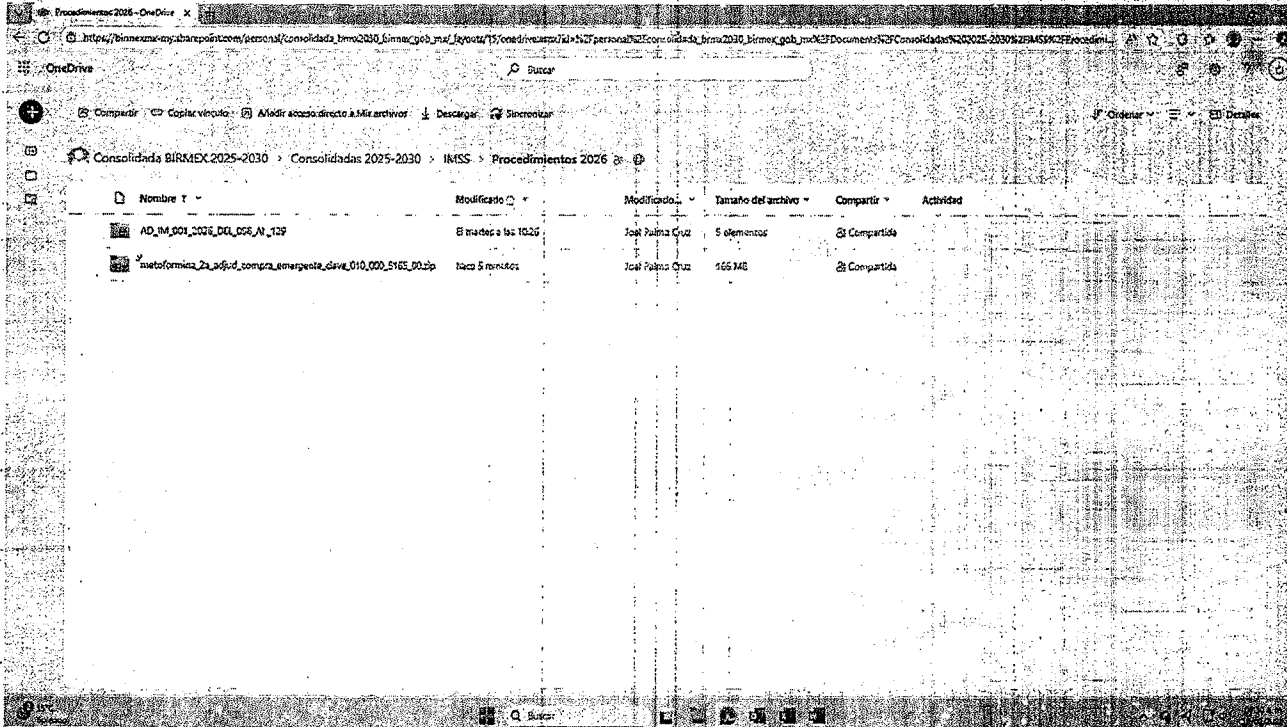 Procedimientos 2026 - OneDrive
OneDrive
Buscar
Compartir Copiar vínculo Añadir acceso directo a Mis archivos Descargar Sincronizar Ordenar Detalles
Consolidada BIRMEX 2025-2030 > Consolidadas 2025-2030 > IMSS > Procedimientos 2026
Nombre Modificado Modificado... Tamaño del archivo Compartir Actividad
El martes a las 10:26 José Palma Cruz 5 elementos Compartida
metoformina_2a_adjud_compra_emergente_clave_010_000_5165_00.zip hace 5 minutos José Palma Cruz 165 MB Compartida
Buscar